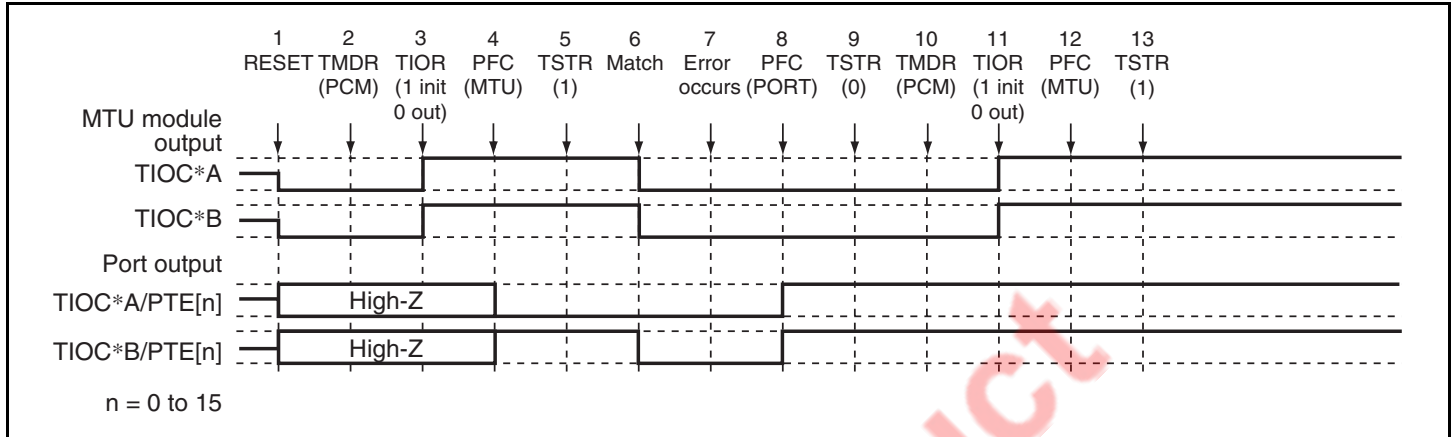 1 2 3 4 5 6 7 8 9 10 11 12 13
RESET TMDR TIOR PFC TSTR Match Error PFC TSTR TMDR TIOR PFC TSTR
(PCM) (1 init (MTU) (1) occurs (PORT) (0) (PCM) (1 init (MTU) (1)
0 out) 0 out)
MTU module
output
TIOC*A
TIOC*B
Port output
TIOC*A/PTE[n] High-Z
TIOC*B/PTE[n] High-Z
n = 0 to 15
uct